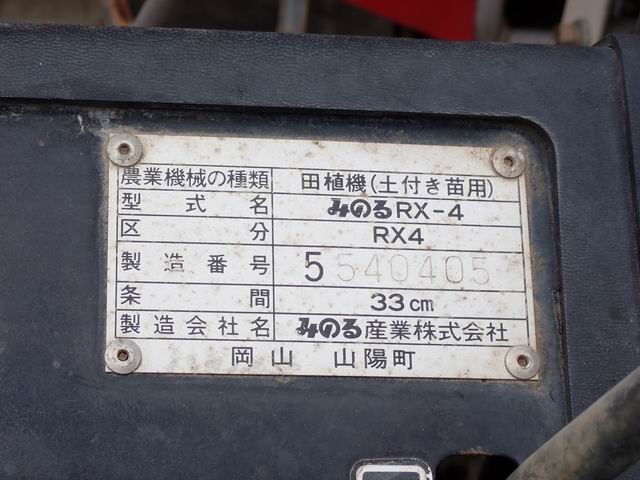 農業機械の種類 田植機(土付き苗用)
型式名 みのるRX-4
区分 RX4
製造番号 5540405
条間 33cm
製造会社名 みのる産業株式会社
岡山 山陽町